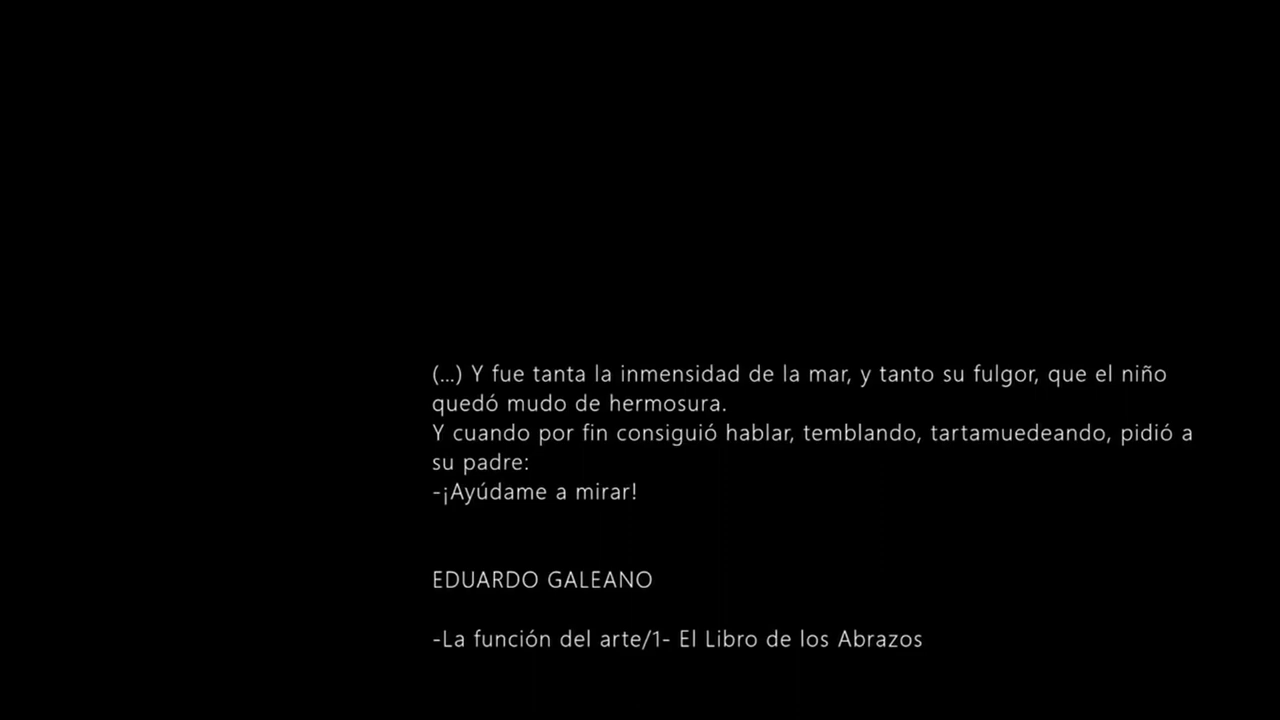 (...) Y fue tanta la inmensidad de la mar, y tanto su fulgor, que el niño
quedó mudo de hermosura.
Y cuando por fin consiguió hablar, temblando, tartamuedeando, pidió a
su padre:
-¡Ayúdame a mirar!
EDUARDO GALEANO
-La función del arte/1- El Libro de los Abrazos